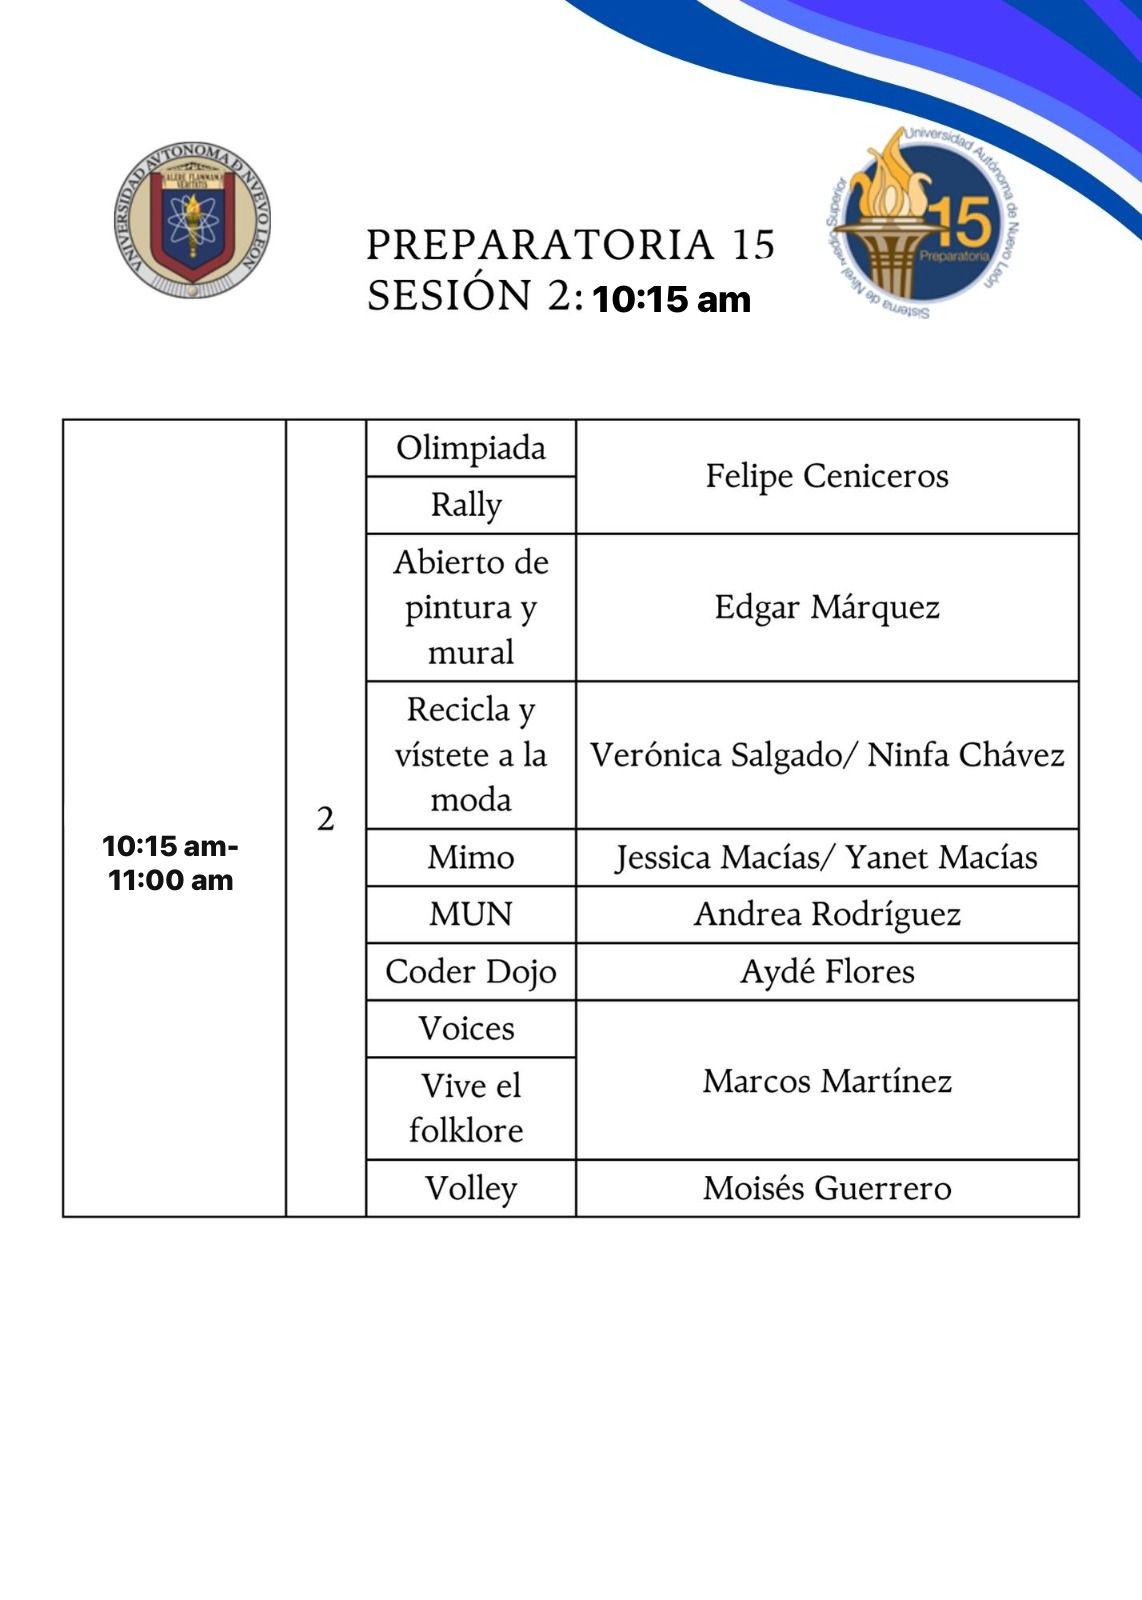 UNIVERSIDAD AVTONOMA D NVEVO LEON
ALERE FLAMMAM
VERITATIS
Universidad Autónoma de Nuevo León
Sistema de Nivel Medio Superior
15
Preparatoria
PREPARATORIA 15
SESIÓN 2: 10:15 am
10:15 am-
11:00 am
2
Olimpiada
Rally
Felipe Ceniceros
Abierto de
pintura y
mural
Edgar Márquez
Recicla y
vístete a la
moda
Verónica Salgado/ Ninfa Chávez
Mimo
Jessica Macías/ Yanet Macías
MUN
Andrea Rodríguez
Coder Dojo
Aydé Flores
Voices
Vive el
folklore
Marcos Martínez
Volley
Moisés Guerrero